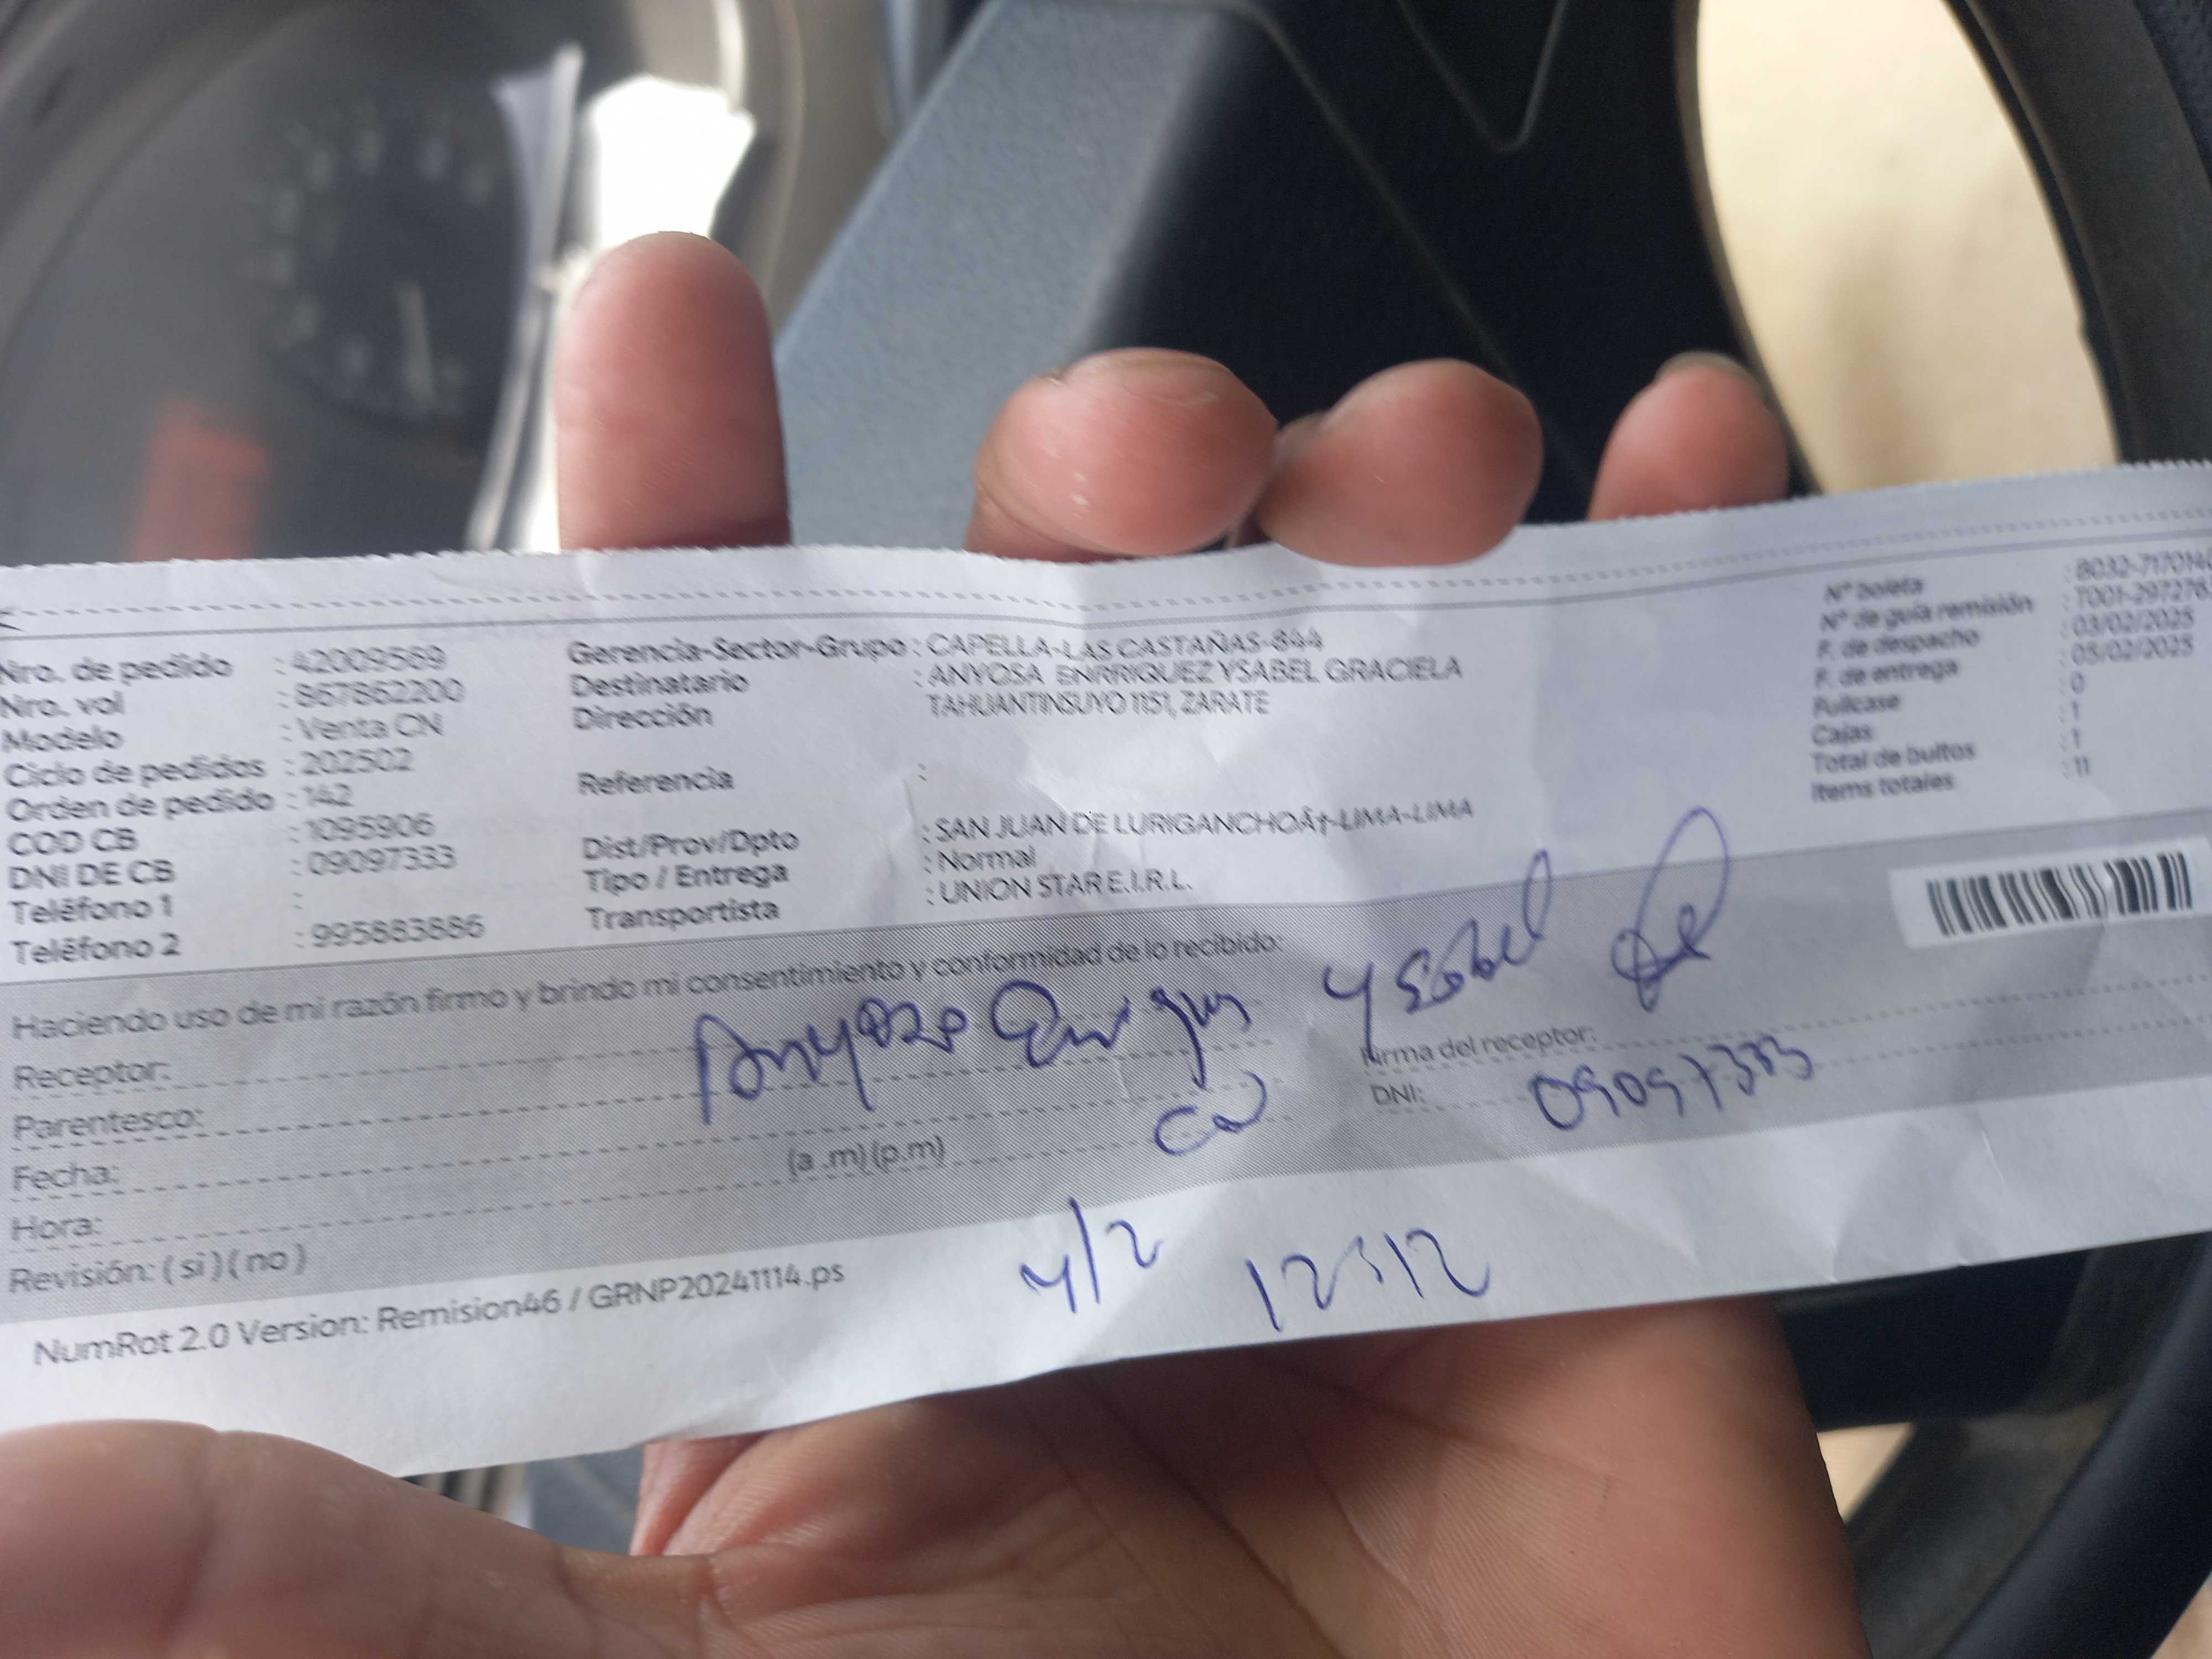 Nro. de pedido : 42009569
Nro. vol : 867862200
Modelo : Venta CN
Ciclo de pedidos : 202502
Orden de pedido : 142
COD CB : 1095906
DNI DE CB : 09097333
Teléfono 1 :
Teléfono 2 : 995883886
Gerencia-Sector-Grupo : CAPELLA-LAS CASTAÑAS-844
Destinatario : ANYOSA ENRRIQUEZ YSABEL GRACIELA
Dirección TAHUANTINSUYO 1151, ZARATE
Referencia :
Dist/Prov/Dpto : SAN JUAN DE LURIGANCHOÂ†-LIMA-LIMA
Tipo / Entrega : Normal
Transportista : UNION STAR E.I.R.L.
N° boleta : B032-717014
N° de guía remisión : T001-297276
F. de despacho : 03/02/2025
F. de entrega : 05/02/2025
Fullcase : 0
Cajas : 1
Total de bultos : 1
Items totales : 11
Haciendo uso de mi razón firmo y brindo mi consentimiento y conformidad de lo recibido:
Receptor: Ysabel
Parentesco:
Fecha:
Hora: (a .m) (p.m)
Revisión: ( si ) ( no )
Firma del receptor:
DNI: 09097333
4/2 12:12
NumRot 2.0 Version: Remision46 / GRNP20241114.ps